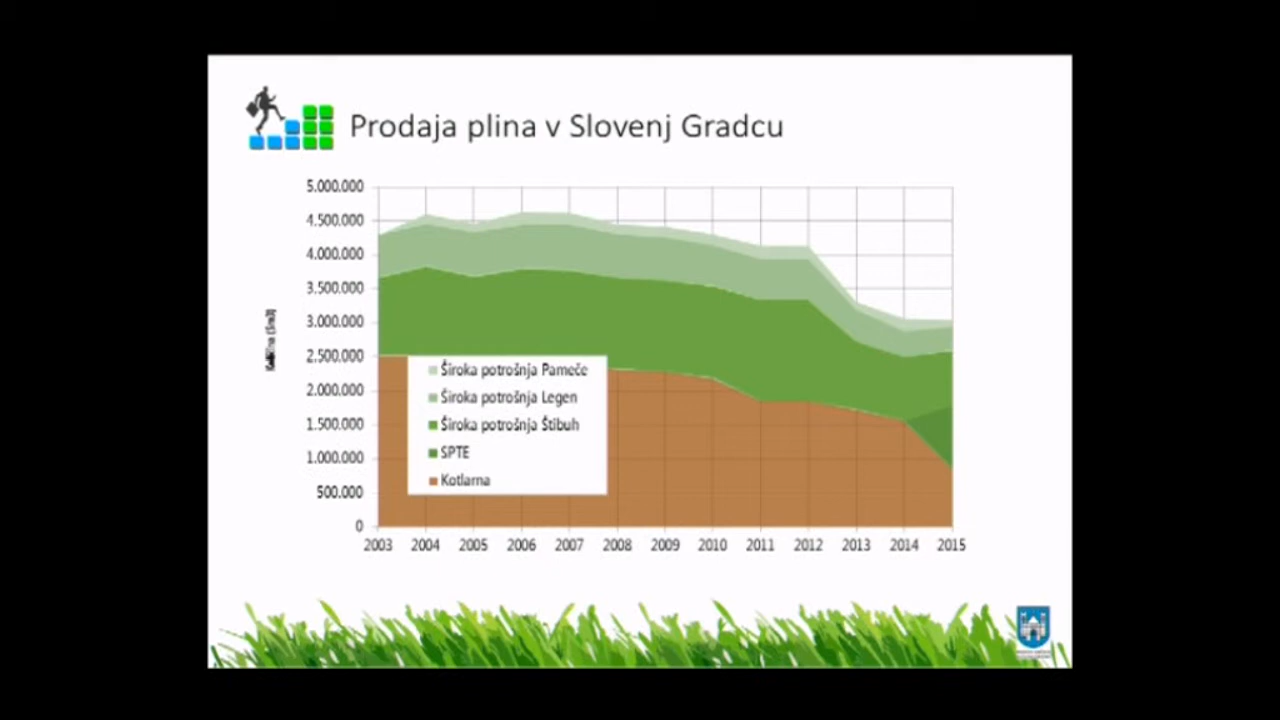 Prodaja plina v Slovenj Gradcu
5.000.000
4.500.000
4.000.000
3.500.000
3.000.000
2.500.000
2.000.000
1.500.000
1.000.000
500.000
0
(Sm3)
Široka potrošnja Pameče
Široka potrošnja Legen
Široka potrošnja Štibuh
SPTE
Kotlarna
2003 2004 2005 2006 2007 2008 2009 2010 2011 2012 2013 2014 2015